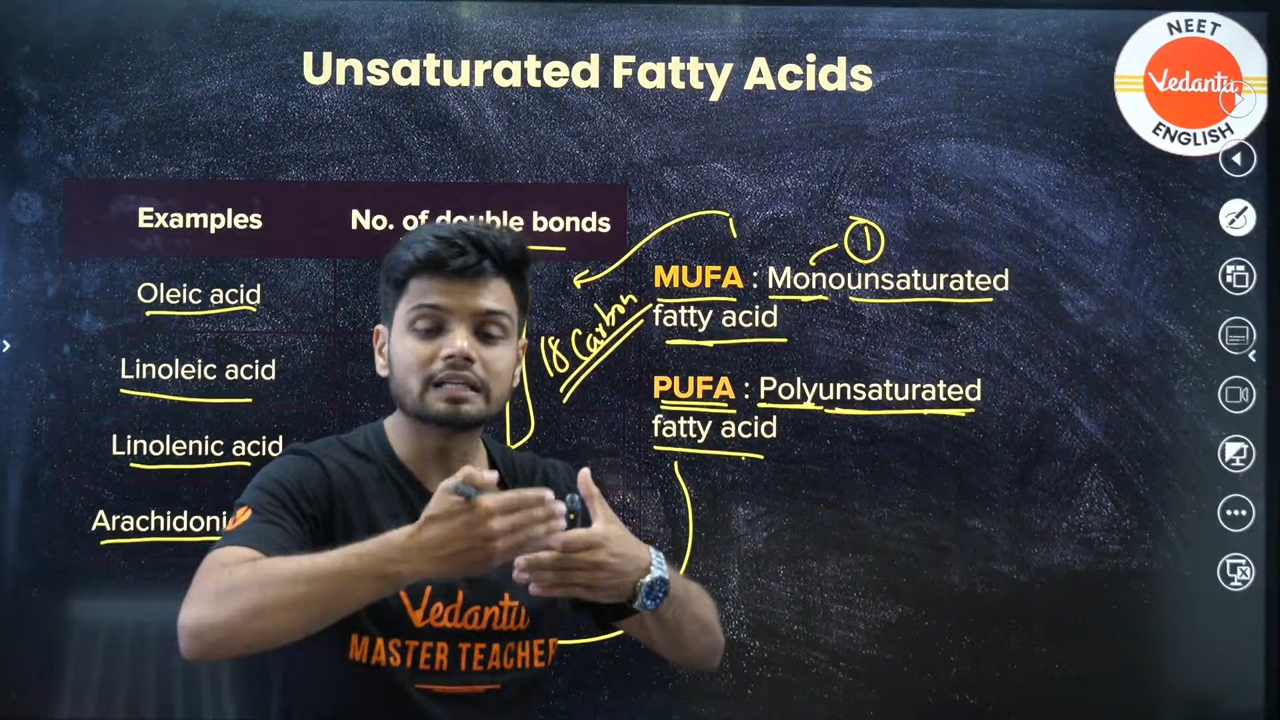 Unsaturated Fatty Acids
NEET
Vedantu
ENGLISH
Examples
No. of double bonds
Oleic acid
Linoleic acid
Linolenic acid
18 Carbon
1
MUFA : Monounsaturated
fatty acid
PUFA : Polyunsaturated
fatty acid
Vedantu
MASTER TEACHER